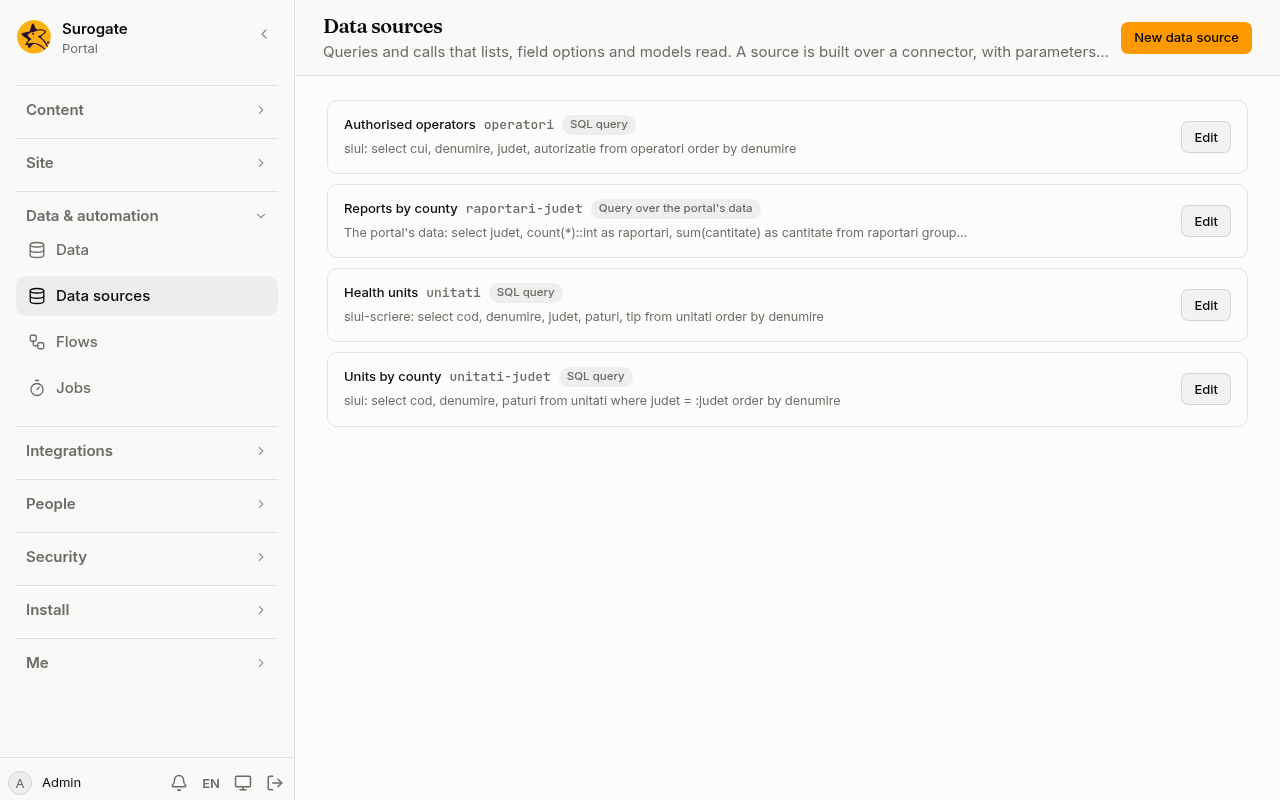 Surogate
Portal
Content
Site
Data & automation
Data
Data sources
Flows
Jobs
Integrations
People
Security
Install
Me
A Admin EN
Data sources
Queries and calls that lists, field options and models read. A source is built over a connector, with parameters...
New data source
Authorised operators operatori SQL query
siui: select cui, denumire, judet, autorizatie from operatori order by denumire
Edit
Reports by county raportari-judet Query over the portal's data
The portal's data: select judet, count(*)::int as raportari, sum(cantitate) as cantitate from raportari group...
Edit
Health units unitati SQL query
siui-scriere: select cod, denumire, judet, paturi, tip from unitati order by denumire
Edit
Units by county unitati-judet SQL query
siui: select cod, denumire, paturi from unitati where judet = :judet order by denumire
Edit